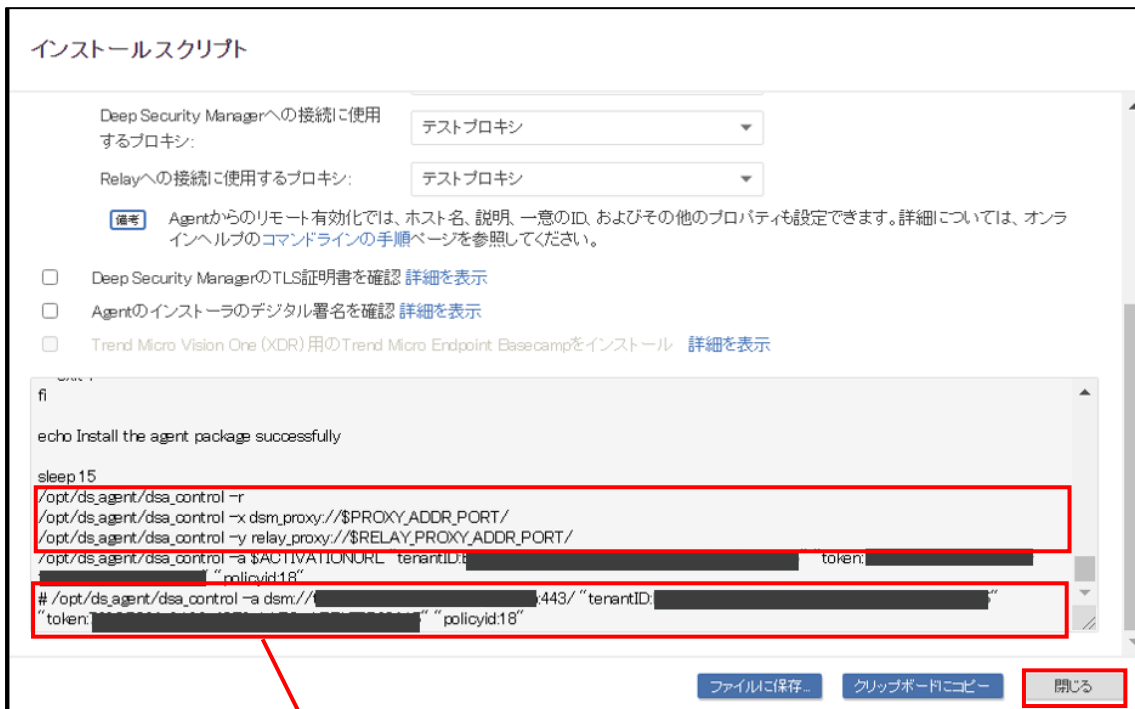 インストールスクリプト
Deep Security Managerへの接続に使用
するプロキシ:
テストプロキシ
Relayへの接続に使用するプロキシ:
テストプロキシ
備考
Agentからのリモート有効化では、ホスト名、説明、一意のID、およびその他のプロパティも設定できます。詳細については、オンラ
インヘルプのコマンドラインの手順ページを参照してください。
Deep Security ManagerのTLS証明書を確認 詳細を表示
Agentのインストーラのデジタル署名を確認 詳細を表示
Trend Micro Vision One (XDR) 用のTrend Micro Endpoint Basecampをインストール 詳細を表示
fi
echo Install the agent package successfully
sleep 15
/opt/ds_agent/dsa_control -r
/opt/ds_agent/dsa_control -x dsm_proxy://$PROXY_ADDR_PORT/
/opt/ds_agent/dsa_control -y relay_proxy://$RELAY_PROXY_ADDR_PORT/
/opt/ds_agent/dsa_control -a $ACTIVATIONURL "tenantID: " "token:
" "policyid:18"
# /opt/ds_agent/dsa_control -a dsm:// :443/ "tenantID: "
"token: " "policyid:18"
ファイルに保存...
クリップボードにコピー
閉じる